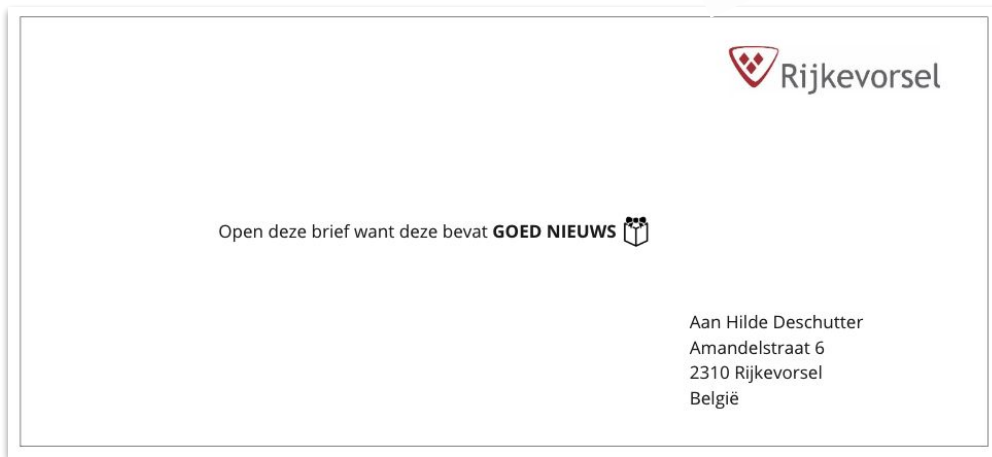 Rijkevorsel
Open deze brief want deze bevat GOED NIEUWS
Aan Hilde Deschutter
Amandelstraat 6
2310 Rijkevorsel
België